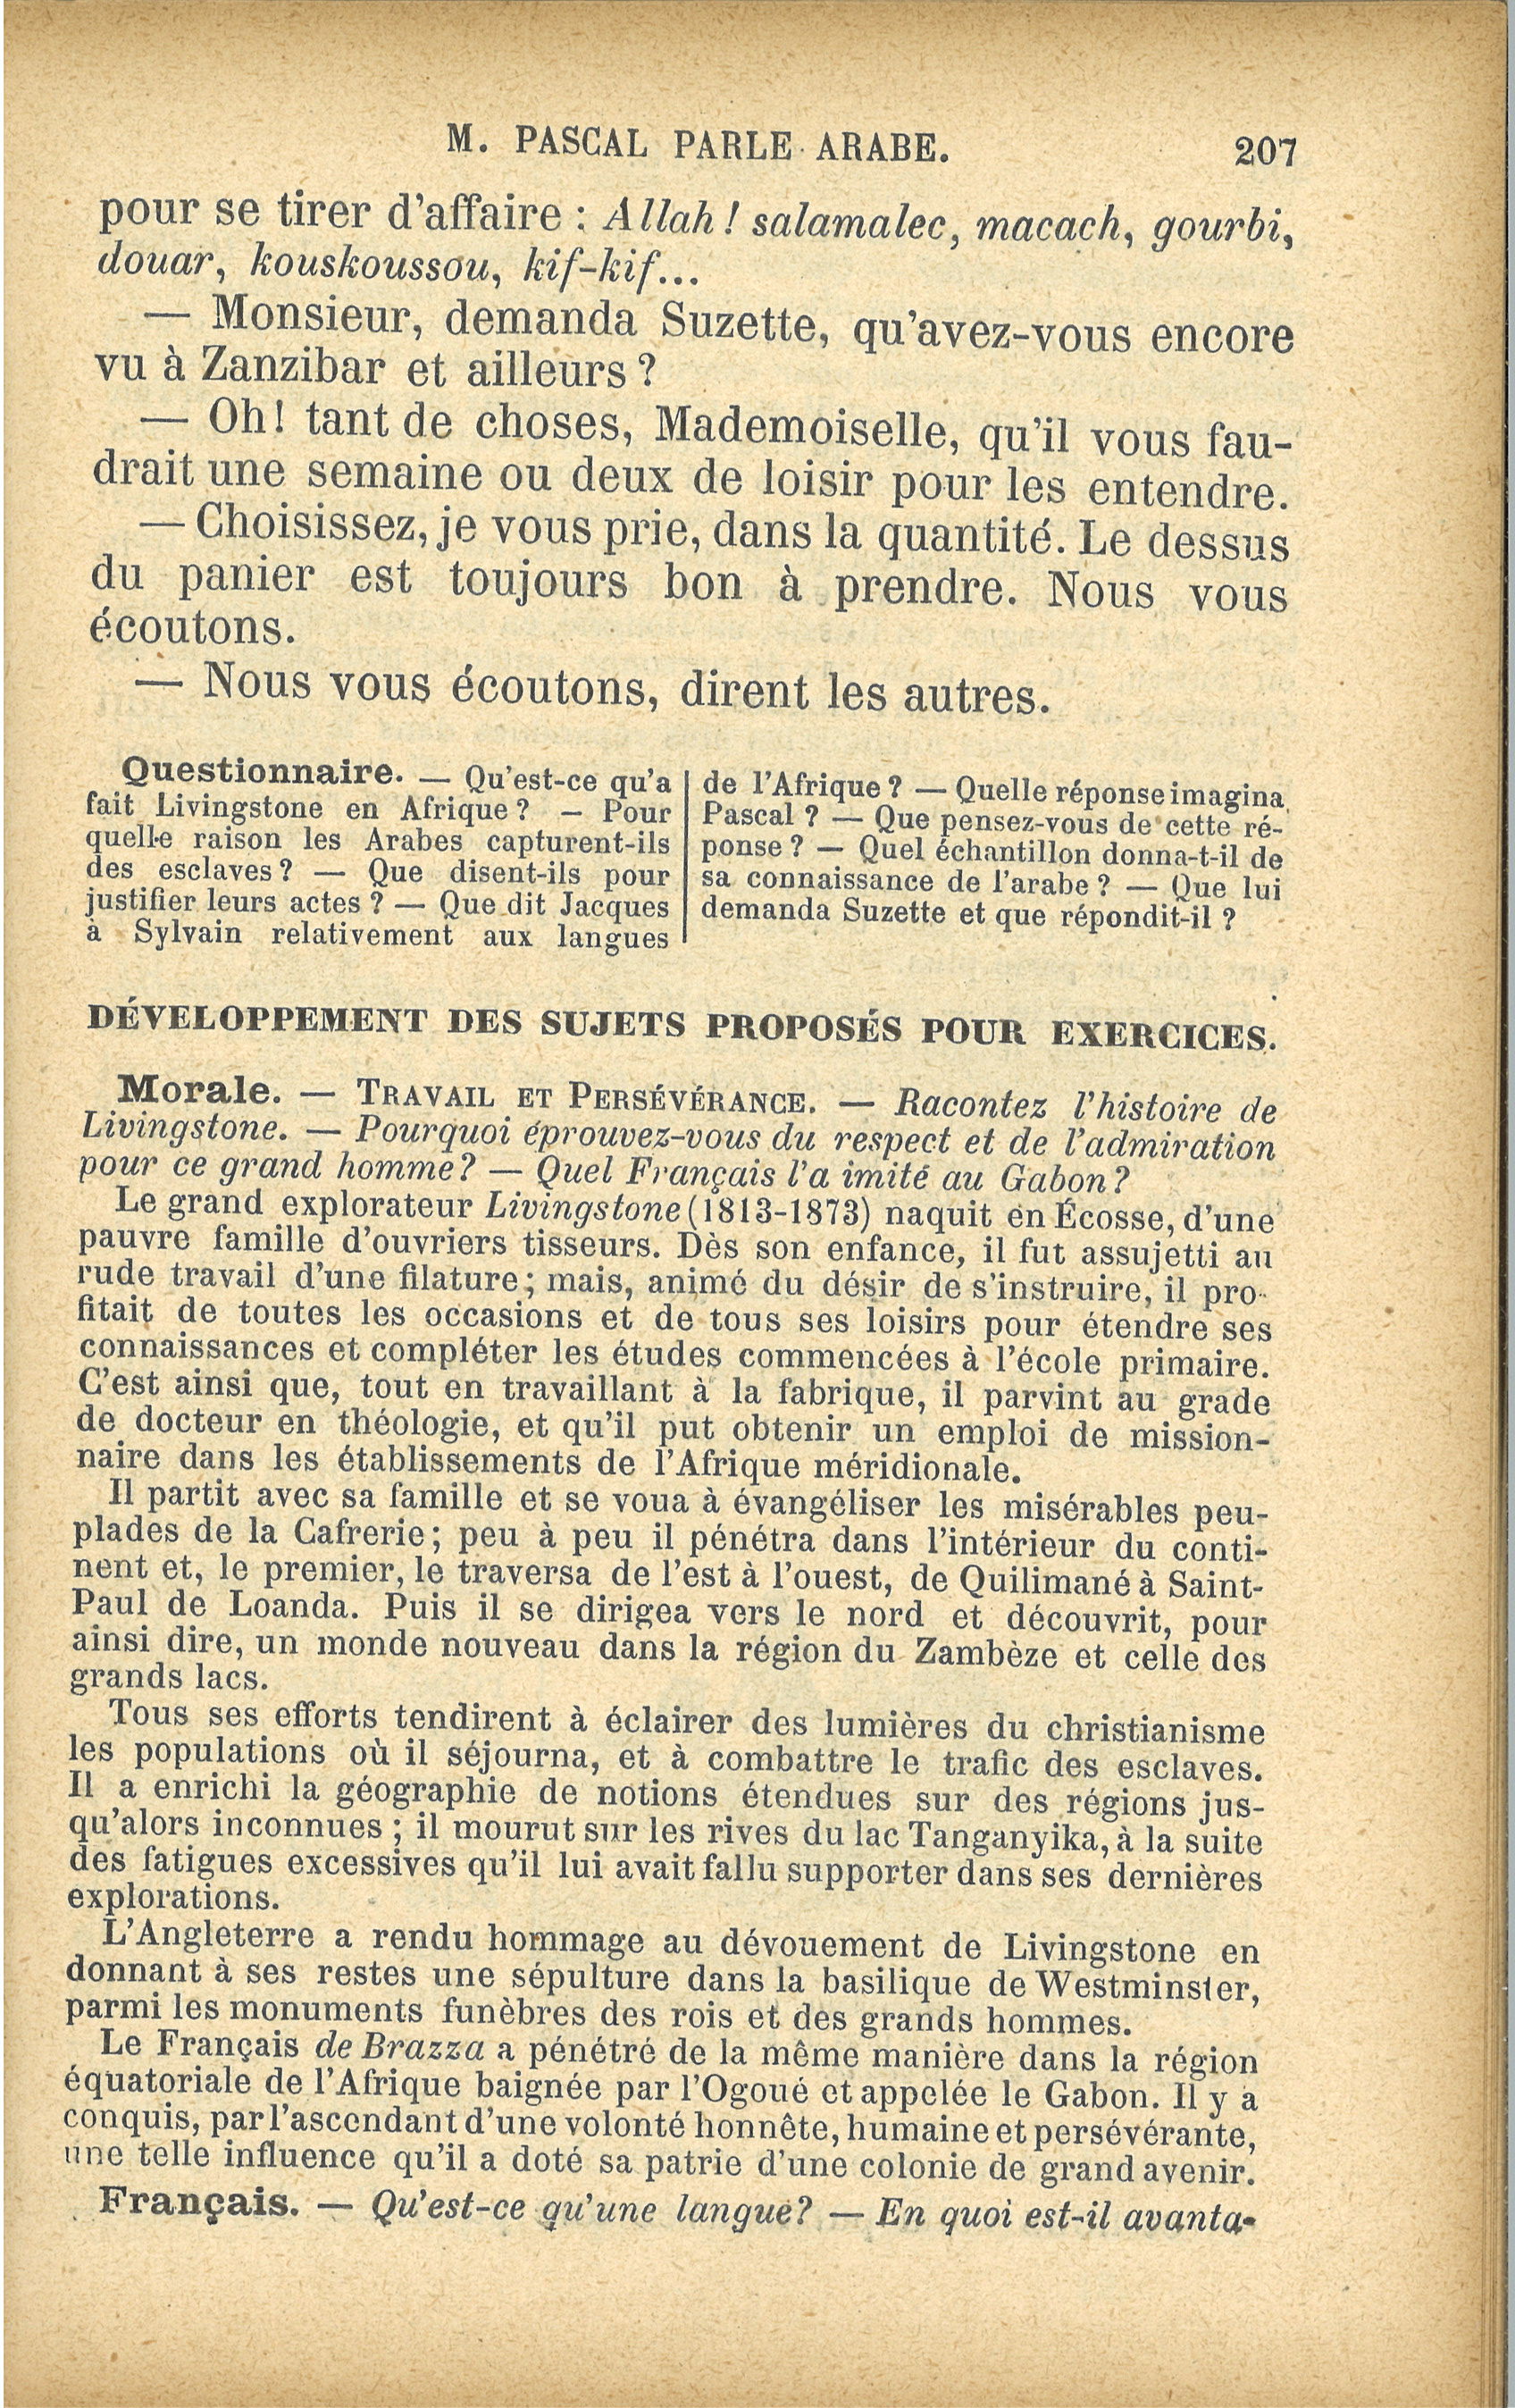 M. PASCAL PARLE ARABE. 207
pour se tirer d'affaire : Allah ! salamalec, macach, gourbi,
douar, kouskoussou, kif-kif...
— Monsieur, demanda Suzette, qu'avez-vous encore
vu à Zanzibar et ailleurs ?
— Oh! tant de choses, Mademoiselle, qu'il vous fau-
drait une semaine ou deux de loisir pour les entendre.
— Choisissez, je vous prie, dans la quantité. Le dessus
du panier est toujours bon à prendre. Nous vous
écoutons.
— Nous vous écoutons, dirent les autres.
Questionnaire. — Qu'est-ce qu'a
fait Livingstone en Afrique ? — Pour
quelle raison les Arabes capturent-ils
des esclaves ? — Que disent-ils pour
justifier leurs actes ? — Que dit Jacques
à Sylvain relativement aux langues
de l'Afrique ? — Quelle réponse imagina
Pascal ? — Que pensez-vous de cette ré-
ponse ? — Quel échantillon donna-t-il de
sa connaissance de l'arabe ? — Que lui
demanda Suzette et que répondit-il ?
DÉVELOPPEMENT DES SUJETS PROPOSÉS POUR EXERCICES.
Morale. — TRAVAIL ET PERSÉVÉRANCE. — Racontez l'histoire de
Livingstone. — Pourquoi éprouvez-vous du respect et de l'admiration
pour ce grand homme ? — Quel Français l'a imité au Gabon ?
Le grand explorateur Livingstone (1813-1873) naquit en Écosse, d'une
pauvre famille d'ouvriers tisseurs. Dès son enfance, il fut assujetti au
rude travail d'une filature ; mais, animé du désir de s'instruire, il pro-
fitait de toutes les occasions et de tous ses loisirs pour étendre ses
connaissances et compléter les études commencées à l'école primaire.
C'est ainsi que, tout en travaillant à la fabrique, il parvint au grade
de docteur en théologie, et qu'il put obtenir un emploi de mission-
naire dans les établissements de l'Afrique méridionale.
Il partit avec sa famille et se voua à évangéliser les misérables peu-
plades de la Cafrerie ; peu à peu il pénétra dans l'intérieur du conti-
nent et, le premier, le traversa de l'est à l'ouest, de Quilimané à Saint-
Paul de Loanda. Puis il se dirigea vers le nord et découvrit, pour
ainsi dire, un monde nouveau dans la région du Zambèze et celle des
grands lacs.
Tous ses efforts tendirent à éclairer des lumières du christianisme
les populations où il séjourna, et à combattre le trafic des esclaves.
Il a enrichi la géographie de notions étendues sur des régions jus-
qu'alors inconnues ; il mourut sur les rives du lac Tanganyika, à la suite
des fatigues excessives qu'il lui avait fallu supporter dans ses dernières
explorations.
L'Angleterre a rendu hommage au dévouement de Livingstone en
donnant à ses restes une sépulture dans la basilique de Westminster,
parmi les monuments funèbres des rois et des grands hommes.
Le Français de Brazza a pénétré de la même manière dans la région
équatoriale de l'Afrique baignée par l'Ogoué et appelée le Gabon. Il y a
conquis, par l'ascendant d'une volonté honnête, humaine et persévérante,
une telle influence qu'il a doté sa patrie d'une colonie de grand avenir.
Français. — Qu'est-ce qu'une langue ? — En quoi est-il avanta-